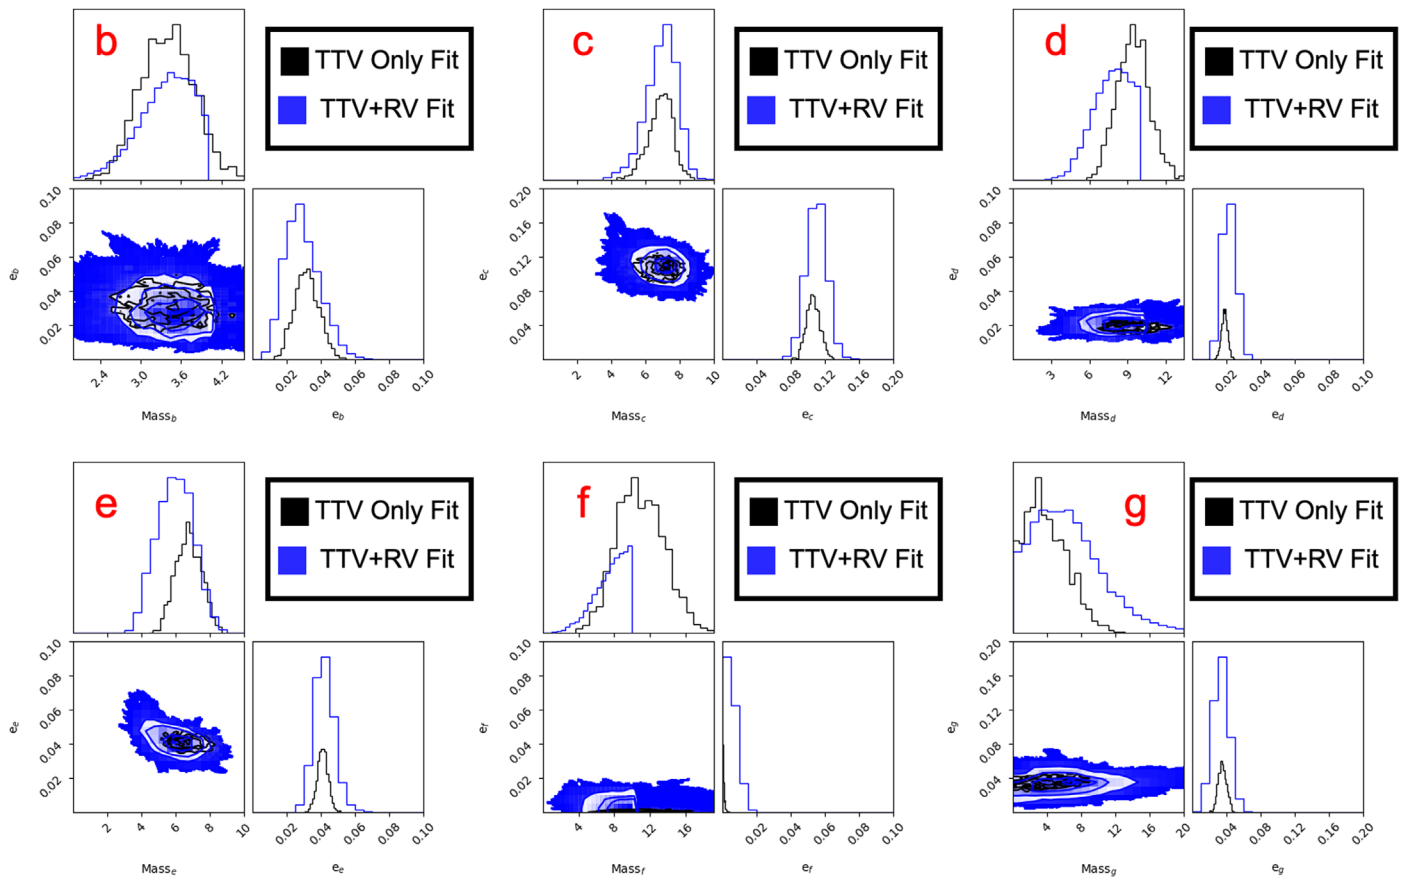 b
TTV Only Fit
TTV+RV Fit
c
TTV Only Fit
TTV+RV Fit
d
TTV Only Fit
TTV+RV Fit
0.10
0.08
0.06
0.04
0.02
e_b
2.4 3.0 3.6 4.2
Mass_b
0.02 0.04 0.06 0.08 0.10
e_b
0.20
0.16
0.12
0.08
0.04
e_c
2 4 6 8 10
Mass_c
0.04 0.08 0.12 0.16 0.20
e_c
0.10
0.08
0.06
0.04
0.02
e_d
3 6 9 12
Mass_d
0.02 0.04 0.06 0.08 0.10
e_d
e
TTV Only Fit
TTV+RV Fit
f
TTV Only Fit
TTV+RV Fit
g
TTV Only Fit
TTV+RV Fit
0.10
0.08
0.06
0.04
0.02
e_e
2 4 6 8 10
Mass_e
0.02 0.04 0.06 0.08 0.10
e_e
0.10
0.08
0.06
0.04
0.02
e_f
4 8 12 16
Mass_f
0.02 0.04 0.06 0.08 0.10
e_f
0.20
0.16
0.12
0.08
0.04
e_g
4 8 12 16 20
Mass_g
0.04 0.08 0.12 0.16 0.20
e_g